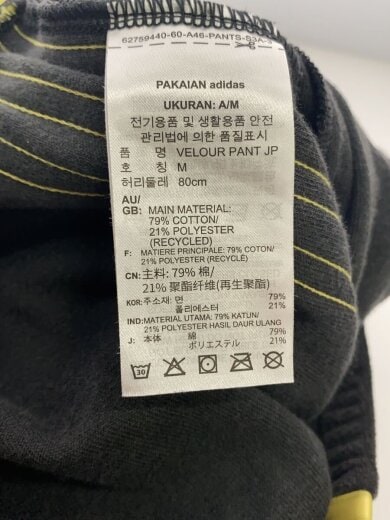 62759440-60-A46-PANTS-S3A-3
PAKAIAN adidas
UKURAN: A/M
전기용품 및 생활용품 안전
관리법에 의한 품질표시
品 명 VELOUR PANT JP
호 칭 M
허리둘레 80cm
AU/
GB: MAIN MATERIAL:
79% COTTON/
21% POLYESTER
(RECYCLED)
F: MATIERE PRINCIPALE: 79% COTON/
21% POLYESTER (RECYCLÉ)
CN: 主料: 79% 棉/
21% 聚酯纤维(再生聚酯)
KOR: 주소재: 면 79%
폴리에스터 21%
IND: MATERIAL UTAMA: 79% KATUN/
21% POLYESTER HASIL DAUR ULANG
J: 本体 綿 79%
ポリエステル 21%
30